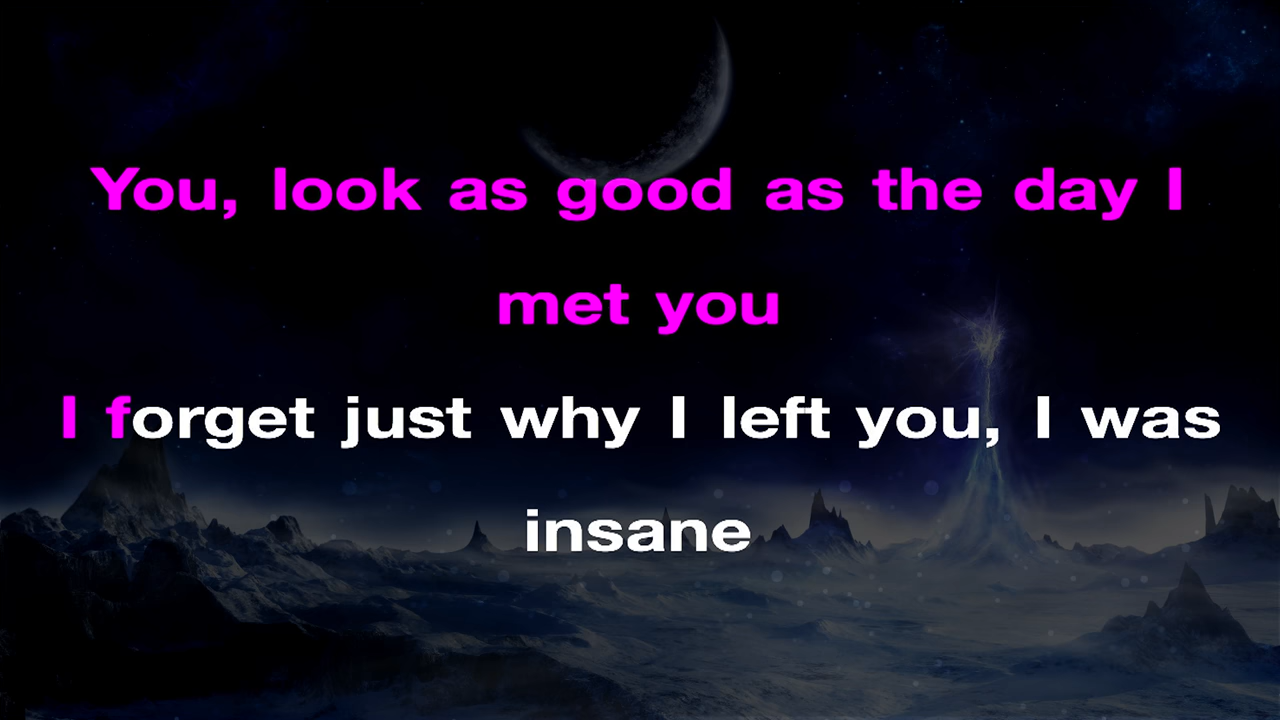 You, look as good as the day I
met you
I forget just why I left you, I was
insane